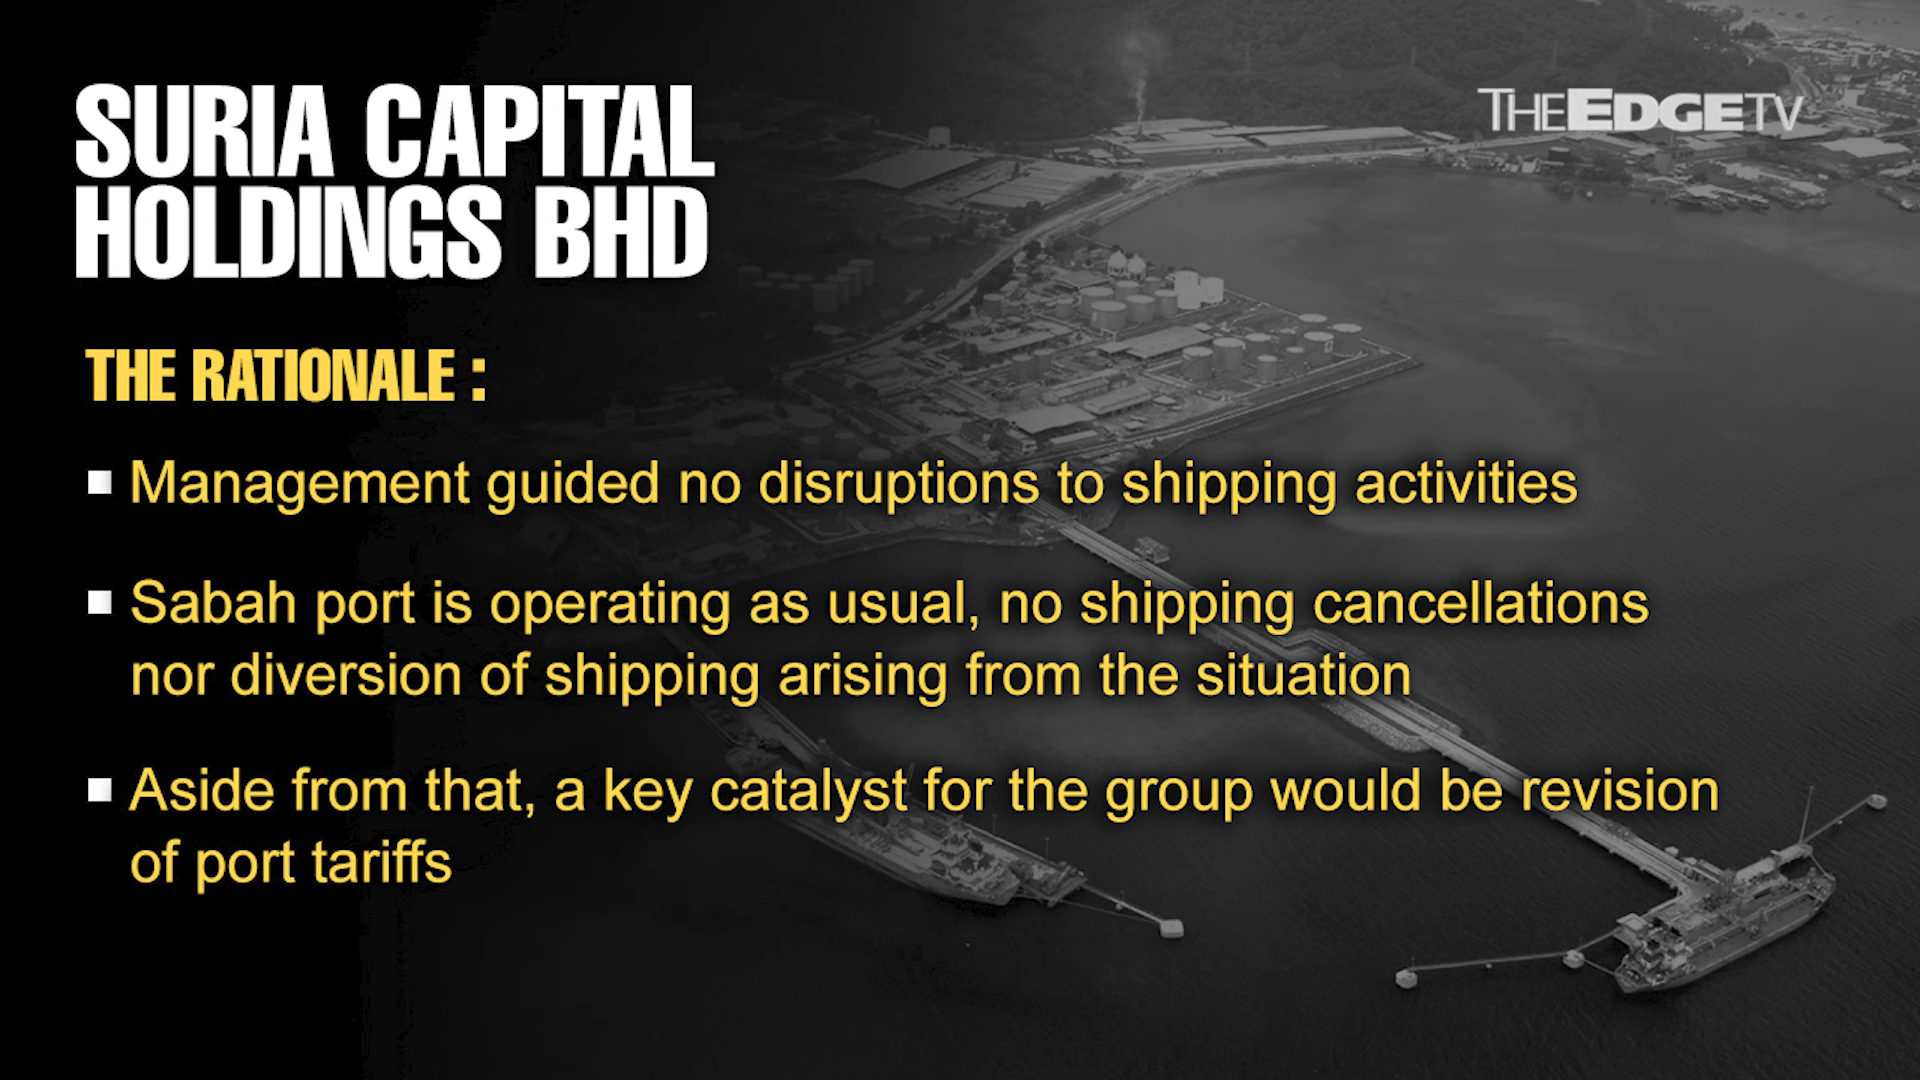 SURIA CAPITAL
HOLDINGS BHD
THEEDGETV
THE RATIONALE :
Management guided no disruptions to shipping activities
Sabah port is operating as usual, no shipping cancellations
nor diversion of shipping arising from the situation
Aside from that, a key catalyst for the group would be revision
of port tariffs